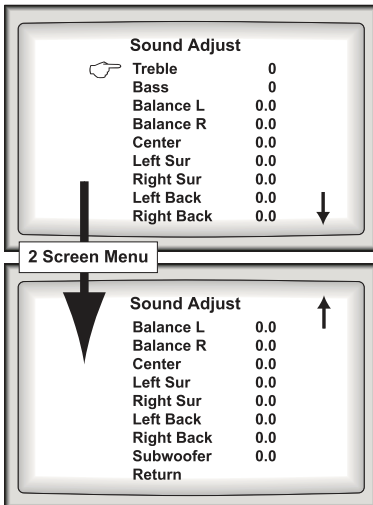 Sound Adjust
Treble 0
Bass 0
Balance L 0.0
Balance R 0.0
Center 0.0
Left Sur 0.0
Right Sur 0.0
Left Back 0.0
Right Back 0.0
2 Screen Menu
Sound Adjust
Balance L 0.0
Balance R 0.0
Center 0.0
Left Sur 0.0
Right Sur 0.0
Left Back 0.0
Right Back 0.0
Subwoofer 0.0
Return